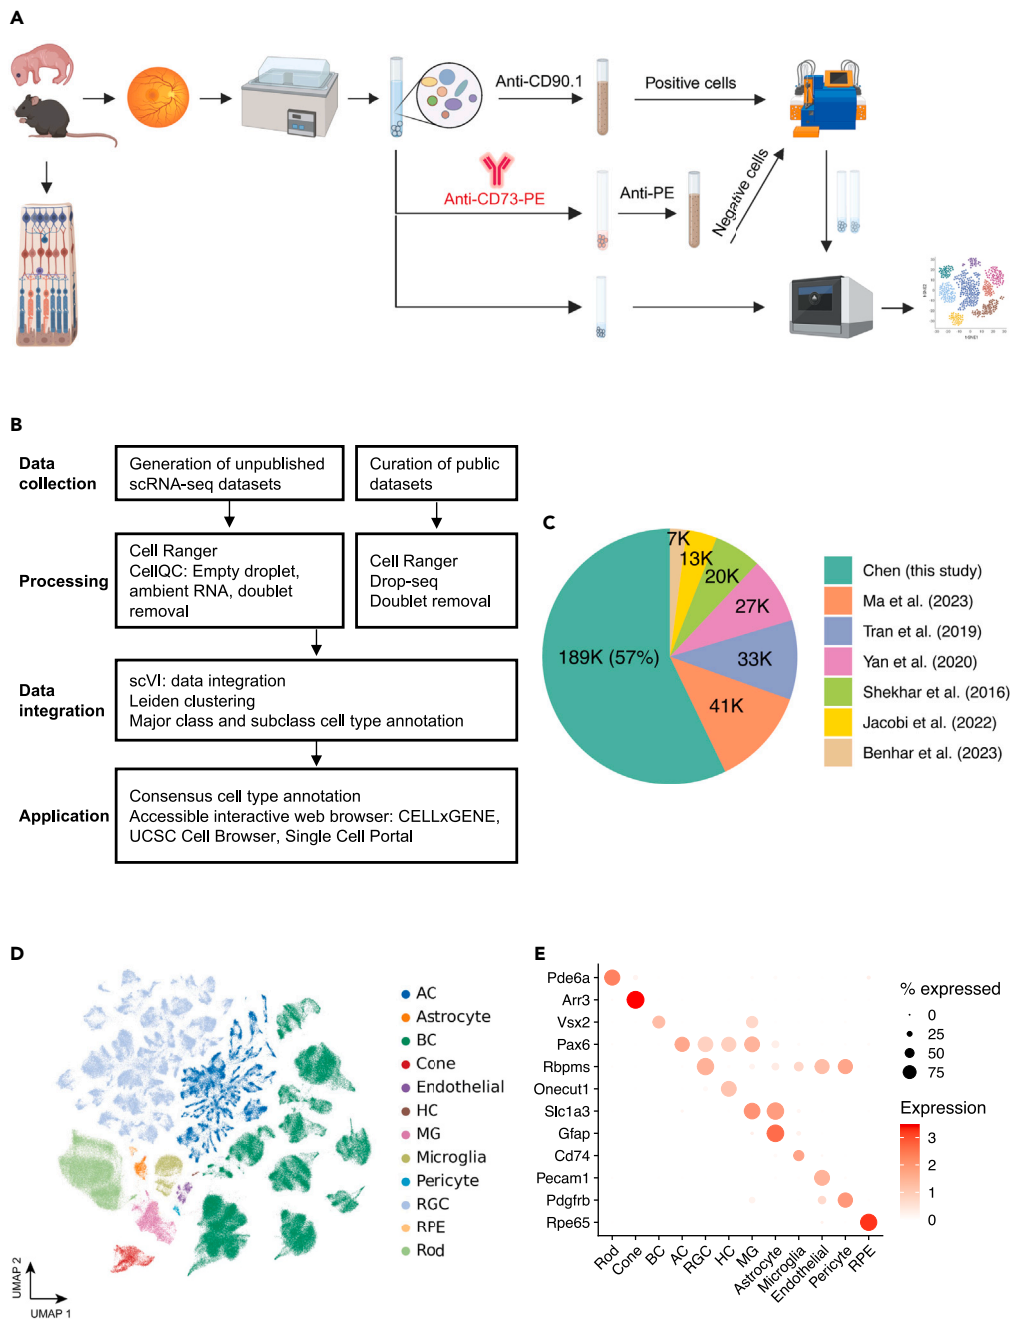 A
Anti-CD90.1
Positive cells
Anti-CD73-PE
Anti-PE
Negative cells
tSNE1
B
Data
collection
Generation of unpublished
scRNA-seq datasets
Curation of public
datasets
Processing
Cell Ranger
CellQC: Empty droplet,
ambient RNA, doublet
removal
Cell Ranger
Drop-seq
Doublet removal
Data
integration
scVI: data integration
Leiden clustering
Major class and subclass cell type annotation
Application
Consensus cell type annotation
Accessible interactive web browser: CELLxGENE,
UCSC Cell Browser, Single Cell Portal
C
7K
13K
20K
27K
33K
41K
189K (57%)
Chen (this study)
Ma et al. (2023)
Tran et al. (2019)
Yan et al. (2020)
Shekhar et al. (2016)
Jacobi et al. (2022)
Benhar et al. (2023)
D
AC
Astrocyte
BC
Cone
Endothelial
HC
MG
Microglia
Pericyte
RGC
RPE
Rod
UMAP 2
UMAP 1
E
Pde6a
Arr3
Vsx2
Pax6
Rbpms
Onecut1
Slc1a3
Gfap
Cd74
Pecam1
Pdgfrb
Rpe65
Rod
Cone
BC
AC
RGC
HC
MG
Astrocyte
Microglia
Endothelial
Pericyte
RPE
% expressed
0
25
50
75
Expression
3
2
1
0